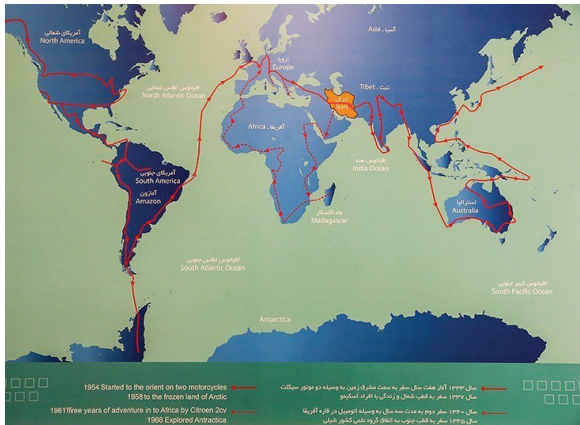 آمریکای شمالی
North America
آسیا . Asia
اروپا
Europe
اقیانوس اطلس شمالی
North Atlantic Ocean
تبت . Tibet
ایران
Iran
آفریقا . Africa
اقیانوس هند
India Ocean
آمریکای جنوبی
South America
آمازون
Amazon
ماداگاسکار
Madagascar
استرالیا
Australia
اقیانوس اطلس جنوبی
South Atlantic Ocean
اقیانوس کبیر جنوبی
South Pacific Ocean
Antarctica
1954 Started to the orient on two motorcycles
1958 to the frozen land of Arctic
1961Three years of adventure in to Africa by Citroen 2cv
1966 Explored Antractica
سال ۱۳۳۳ آغاز هفت سال سفر به سمت مشرق زمین به وسیله دو موتور سیکلت
سال ۱۳۳۷ سفر به قطب شمال و زندگی با افراد اسکیمو
سال ۱۳۴۰ سفر دوم به مدت سه سال به وسیله اتومبیل در قاره آفریقا
سال ۱۳۴۵ سفر به قطب جنوب به اتفاق گروه علمی کشور شیلی